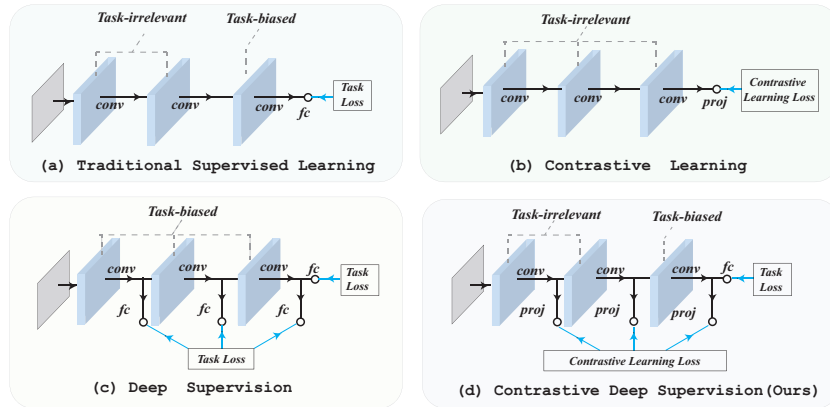 Task-irrelevant
Task-biased
conv
conv
conv
fc
Task
Loss
(a) Traditional Supervised Learning
Task-irrelevant
conv
conv
conv
proj
Contrastive
Learning Loss
(b) Contrastive Learning
Task-biased
conv
conv
conv
fc
Task
Loss
fc
fc
fc
Task Loss
(c) Deep Supervision
Task-irrelevant
Task-biased
conv
conv
conv
fc
Task
Loss
proj
proj
proj
Contrastive Learning Loss
(d) Contrastive Deep Supervision(Ours)